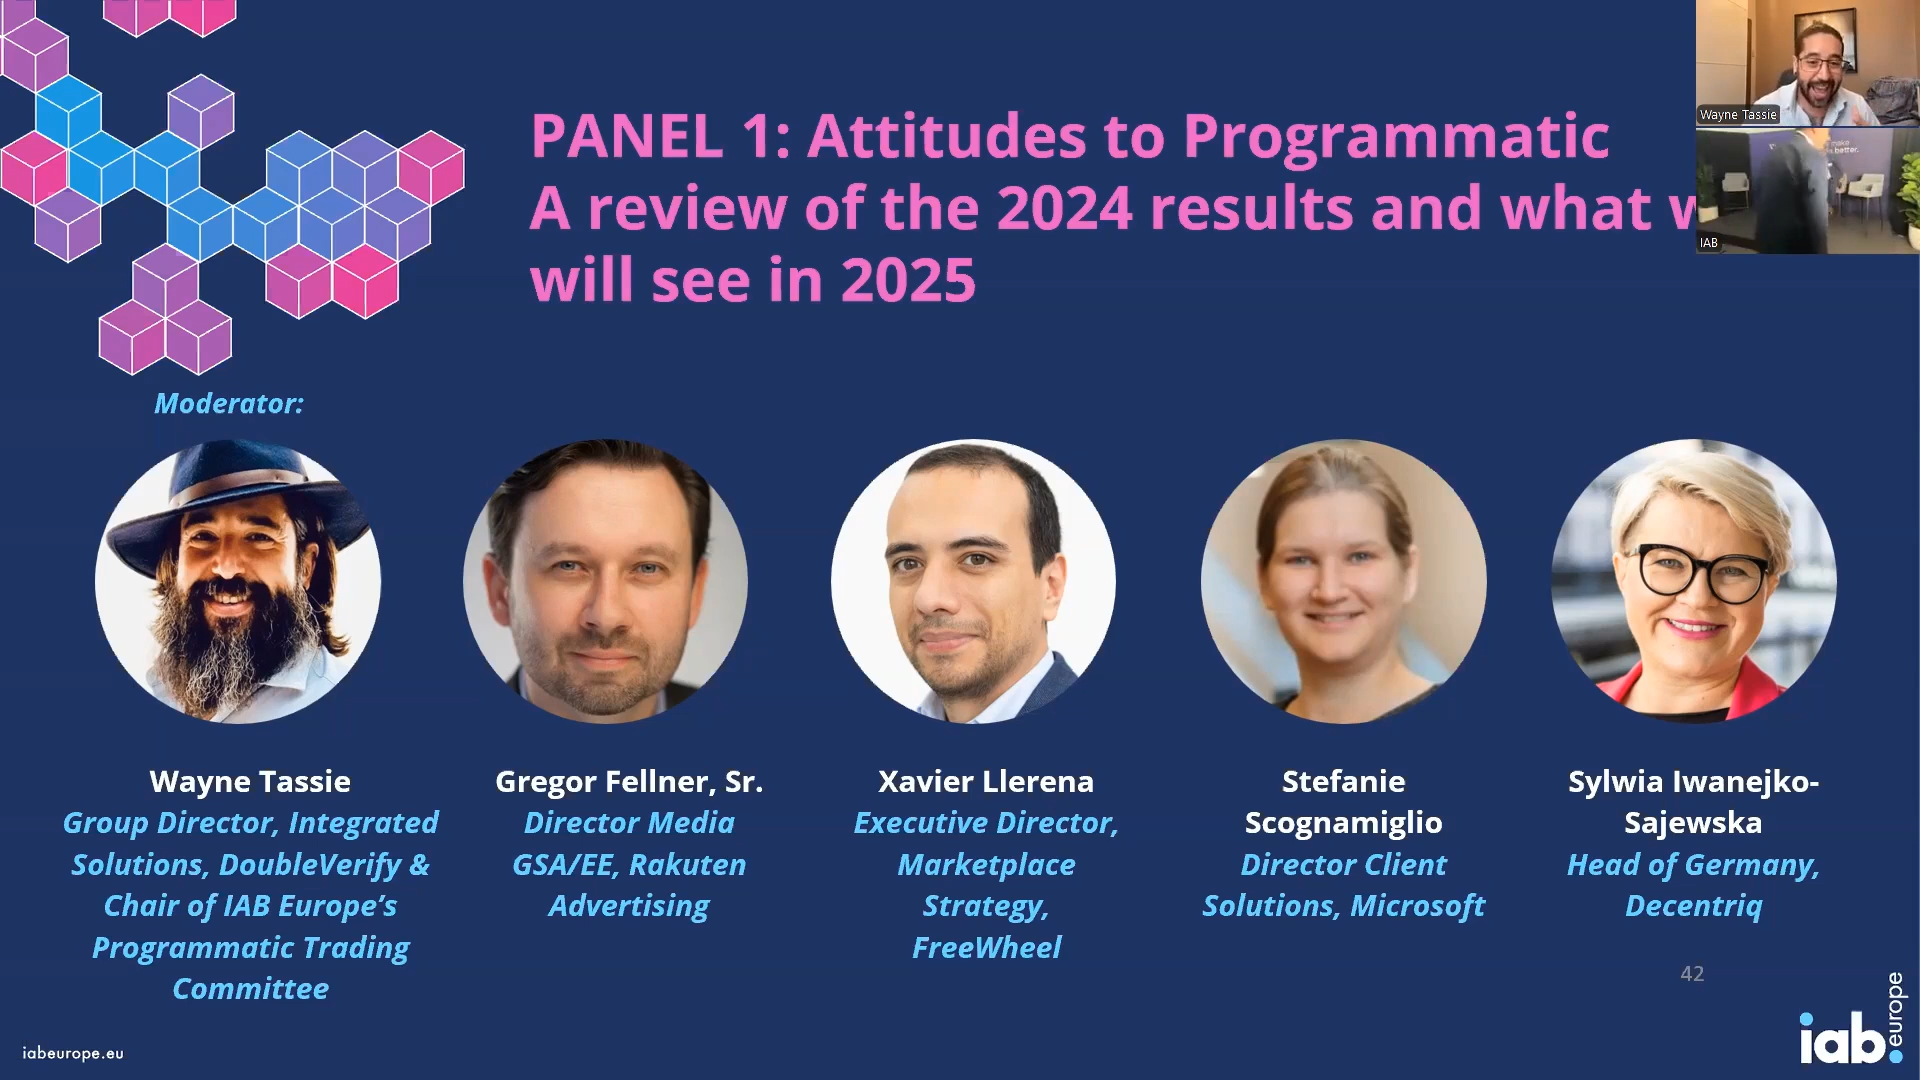 PANEL 1: Attitudes to Programmatic
A review of the 2024 results and what
will see in 2025
Wayne Tassie
make
better.
IAB
Moderator:
Wayne Tassie
Group Director, Integrated
Solutions, DoubleVerify &
Chair of IAB Europe’s
Programmatic Trading
Committee
Gregor Fellner, Sr.
Director Media
GSA/EE, Rakuten
Advertising
Xavier Llerena
Executive Director,
Marketplace
Strategy,
FreeWheel
Stefanie
Scognamiglio
Director Client
Solutions, Microsoft
Sylwia Iwanejko-
Sajewska
Head of Germany,
Decentriq
42
iabeurope.eu
iab.europe